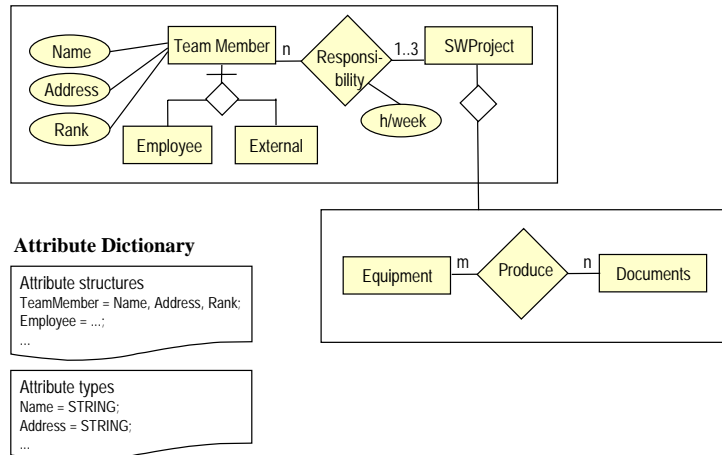 Name
Team Member
n
Responsi-
bility
1..3
SWProject
Address
Rank
Employee
External
h/week
Attribute Dictionary
Attribute structures
TeamMember = Name, Address, Rank;
Employee = ...;
...
Equipment
m
Produce
n
Documents
Attribute types
Name = STRING;
Address = STRING;
...